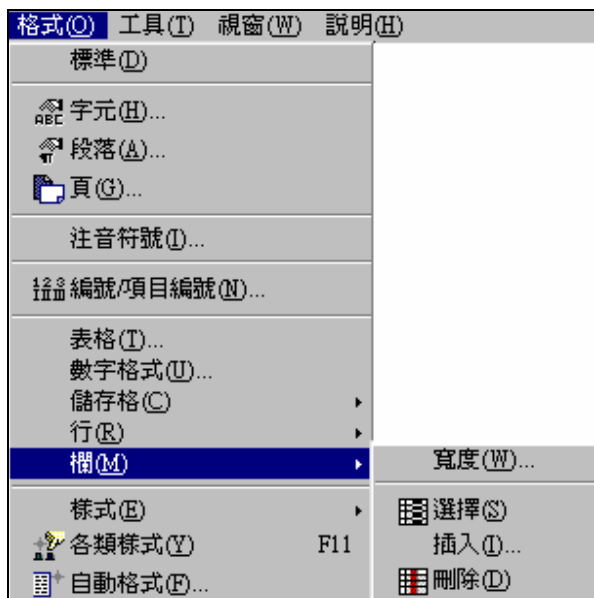 格式(O) 工具(T) 視窗(W) 說明(H)
標準(D)
字元(H)...
段落(A)...
頁(G)...
注音符號(I)...
編號/項目編號(N)...
表格(T)...
數字格式(U)...
儲存格(C)
行(R)
欄(M)
寬度(W)...
樣式(E)
選擇(S)
各類樣式(Y) F11
插入(I)...
自動格式(F)...
刪除(D)